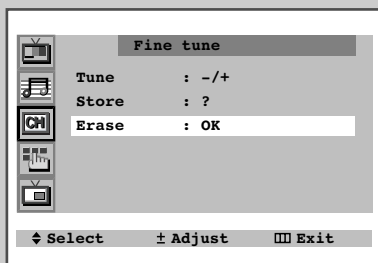 Fine tune
Tune : -/+
Store : ?
CH
Erase : OK
Select ± Adjust Exit